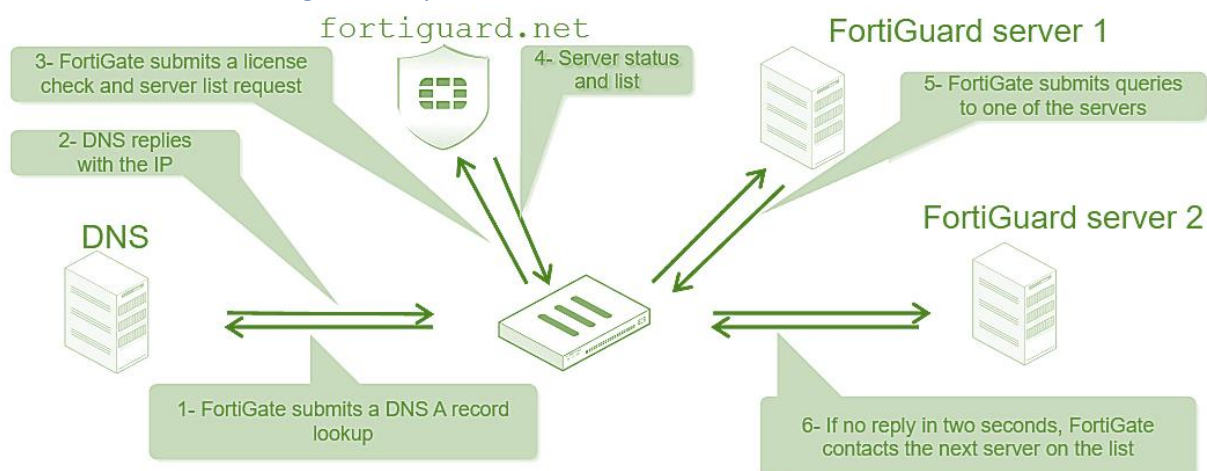 fortiguard.net
FortiGuard server 1
3- FortiGate submits a license
check and server list request
4- Server status
and list
5- FortiGate submits queries
to one of the servers
2- DNS replies
with the IP
DNS
FortiGuard server 2
1- FortiGate submits a DNS A record
lookup
6- If no reply in two seconds, FortiGate
contacts the next server on the list